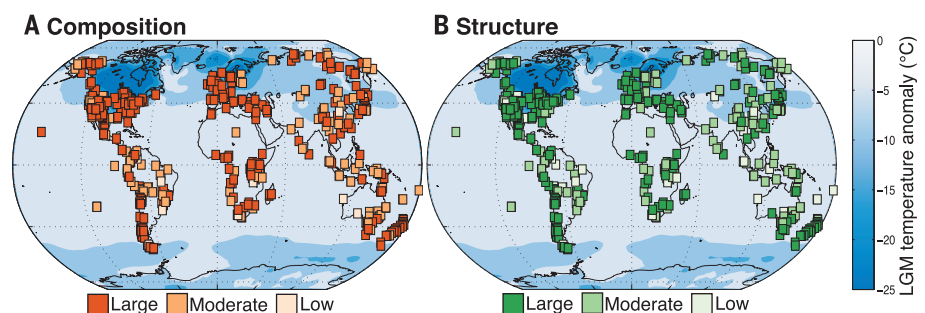 A Composition
B Structure
Large Moderate Low
Large Moderate Low
0
−5
−10
−15
−20
−25
LGM temperature anomaly (°C)